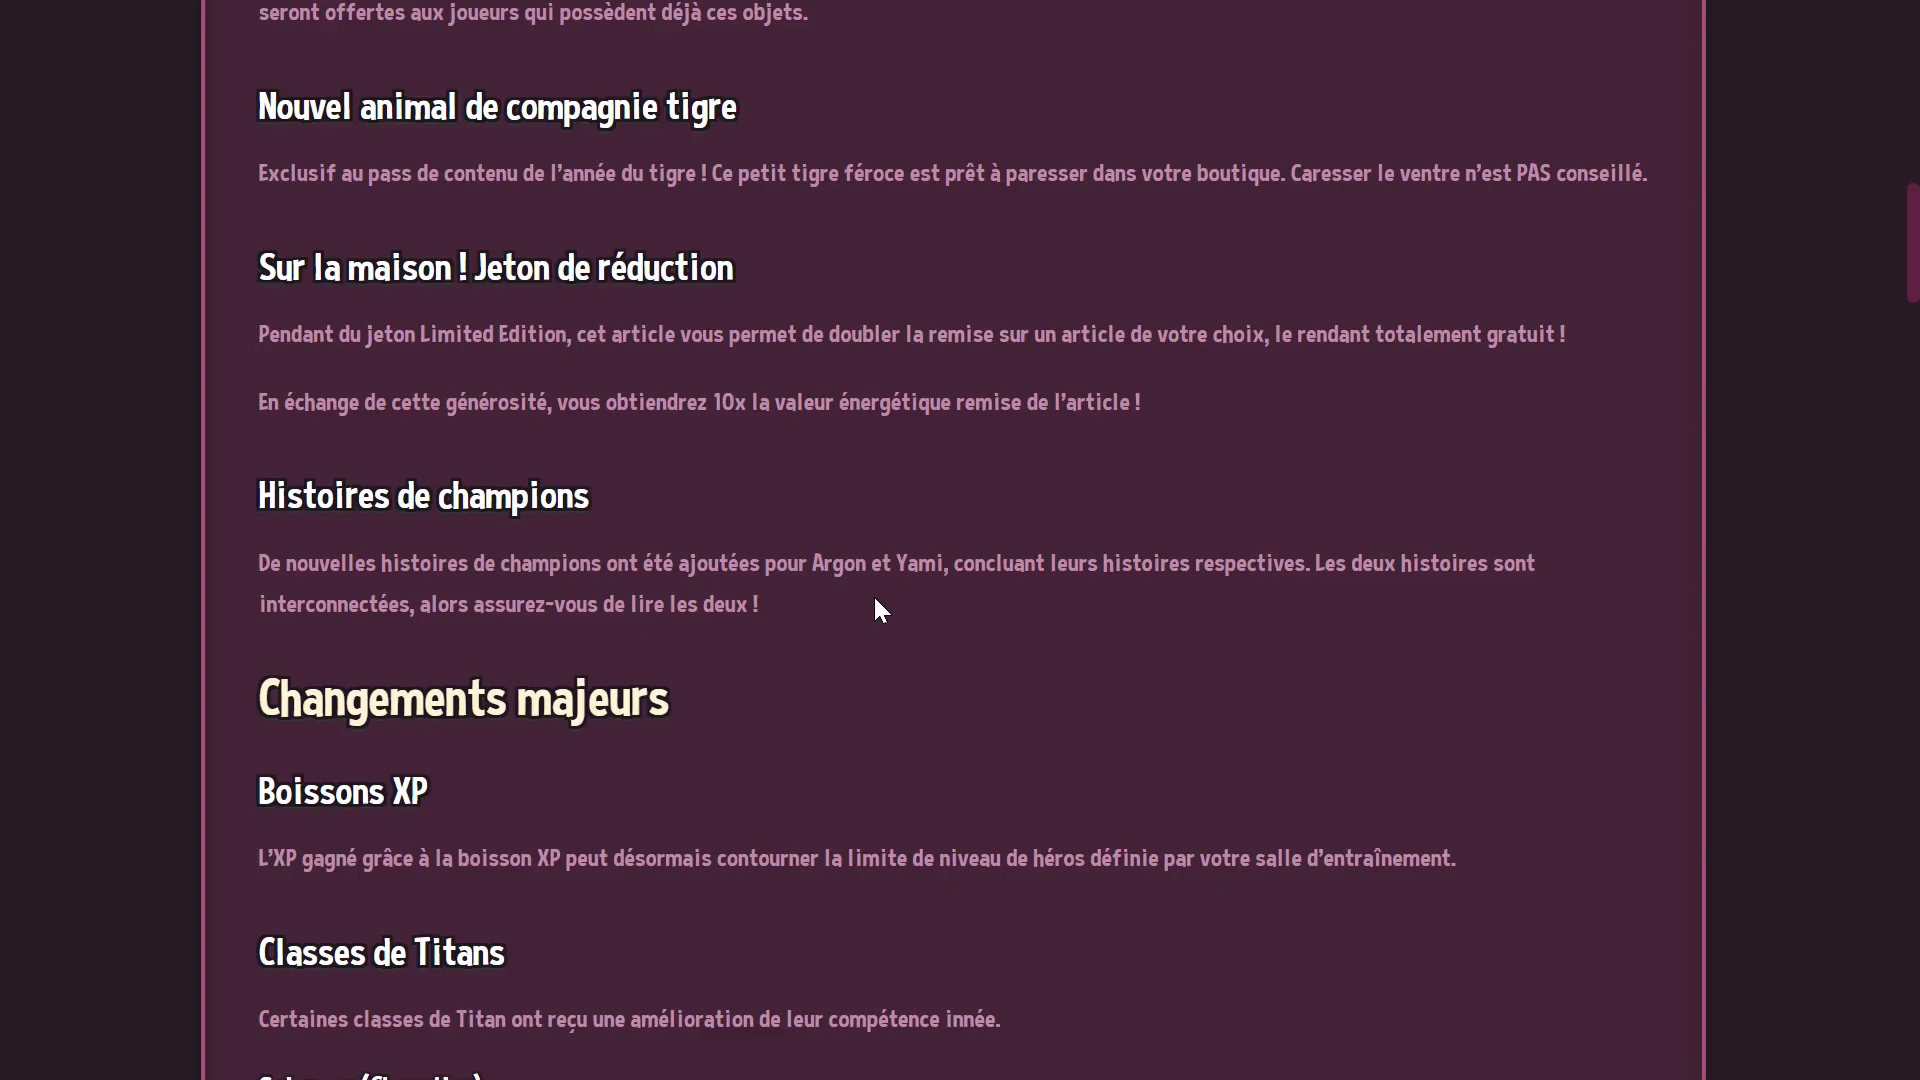 seront offertes aux joueurs qui possèdent déjà ces objets.
Nouvel animal de compagnie tigre
Exclusif au pass de contenu de l'année du tigre ! Ce petit tigre féroce est prêt à paresser dans votre boutique. Caresser le ventre n'est PAS conseillé.
Sur la maison ! Jeton de réduction
Pendant du jeton Limited Edition, cet article vous permet de doubler la remise sur un article de votre choix, le rendant totalement gratuit !
En échange de cette générosité, vous obtiendrez 10x la valeur énergétique remise de l'article !
Histoires de champions
De nouvelles histoires de champions ont été ajoutées pour Argon et Yami, concluant leurs histoires respectives. Les deux histoires sont
interconnectées, alors assurez-vous de lire les deux !
Changements majeurs
Boissons XP
L'XP gagné grâce à la boisson XP peut désormais contourner la limite de niveau de héros définie par votre salle d'entraînement.
Classes de Titans
Certaines classes de Titan ont reçu une amélioration de leur compétence innée.